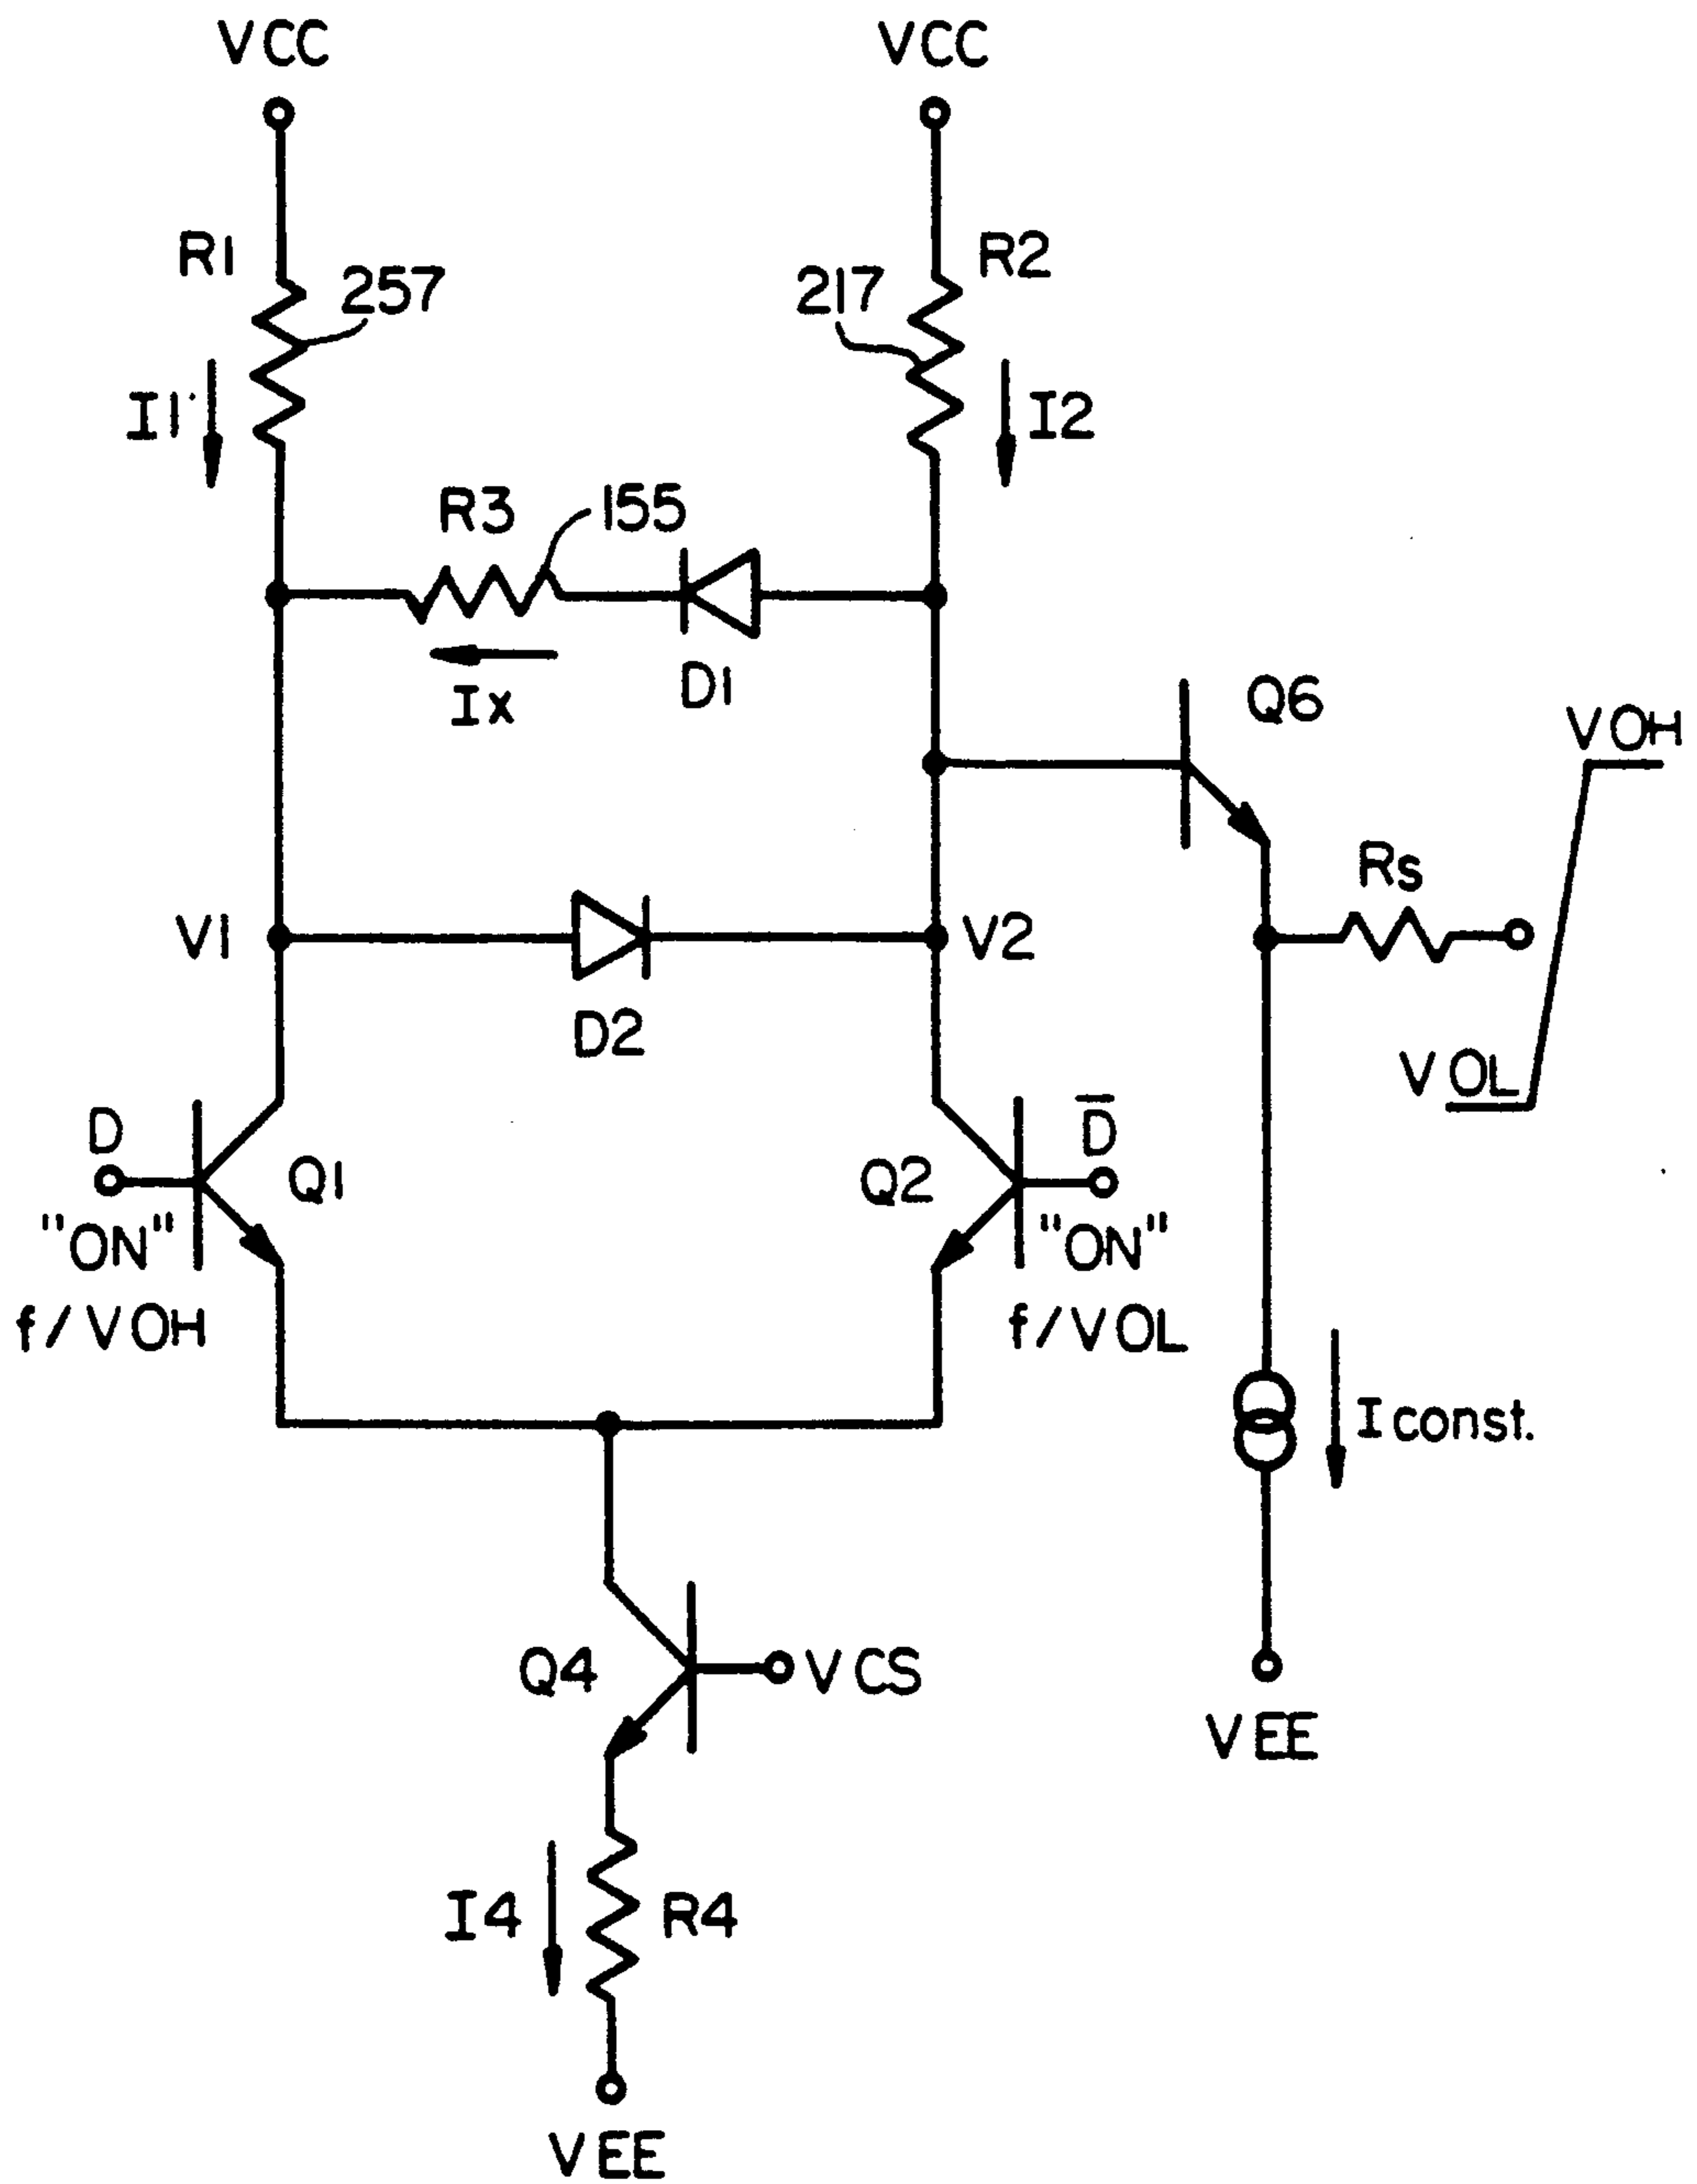 VCC
VCC
R1
257
217
R2
I1
I2
R3
155
Ix
D1
Q6
VOH
Rs
V1
V2
D2
VOL
D
D̅
Q1
Q2
"ON"
f/VOH
"ON"
f/VOL
Iconst.
Q4
VCS
VEE
I4
R4
VEE